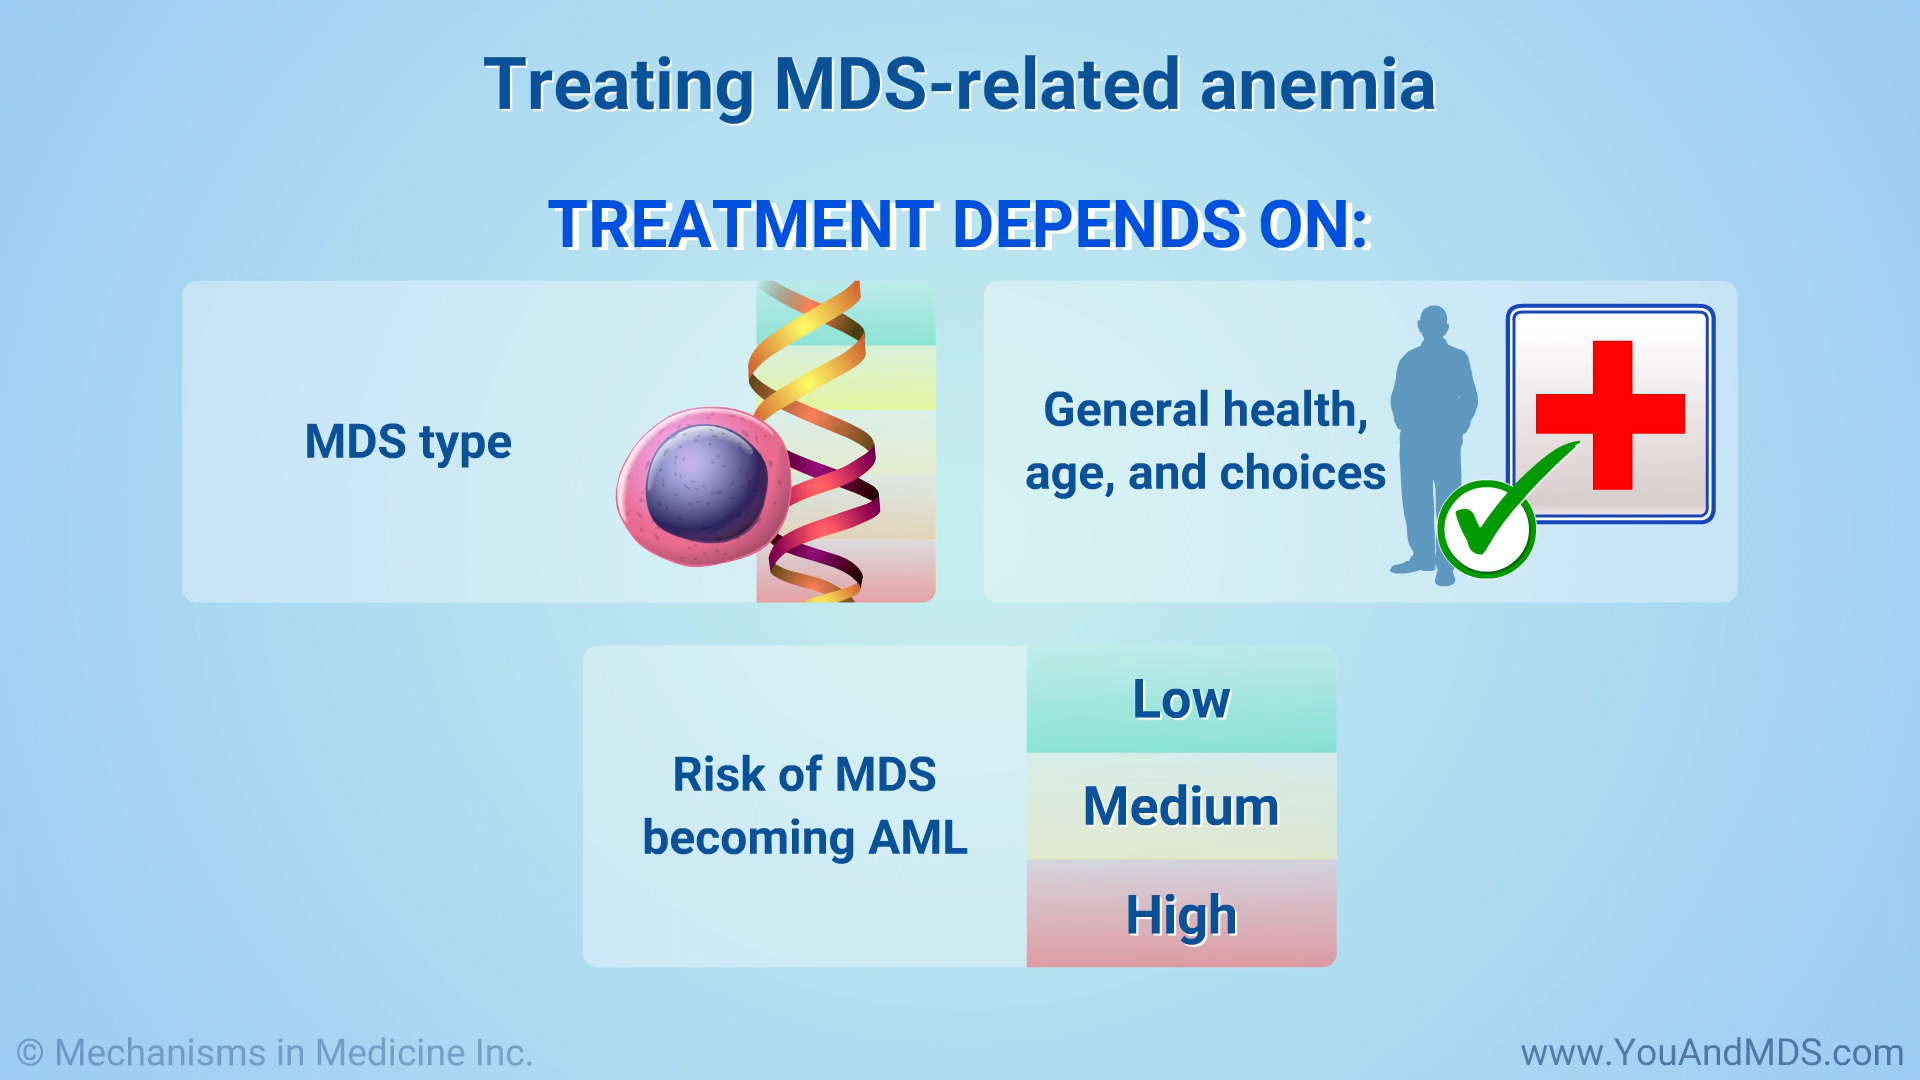 Treating MDS-related anemia
TREATMENT DEPENDS ON:
MDS type
General health,
age, and choices
Risk of MDS
becoming AML
Low
Medium
High
© Mechanisms in Medicine Inc.
www.YouAndMDS.com